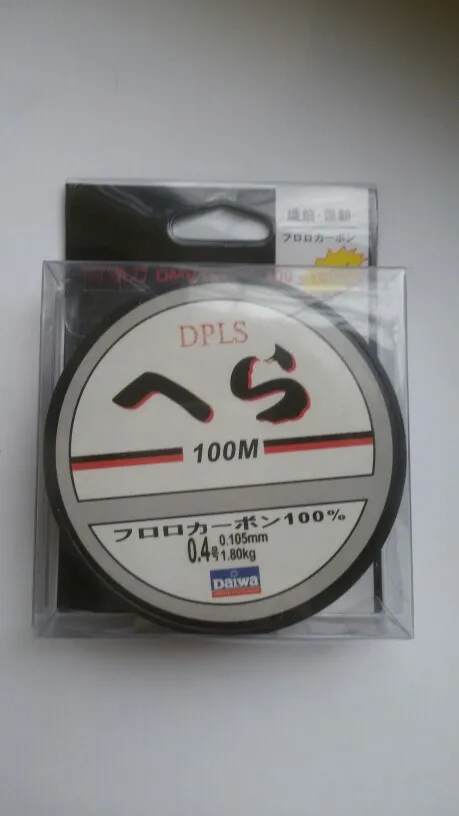 フロロカーボン
DPLS
へら
100M
フロロカーボン100%
0.4号 0.105mm
1.80kg
Daiwa